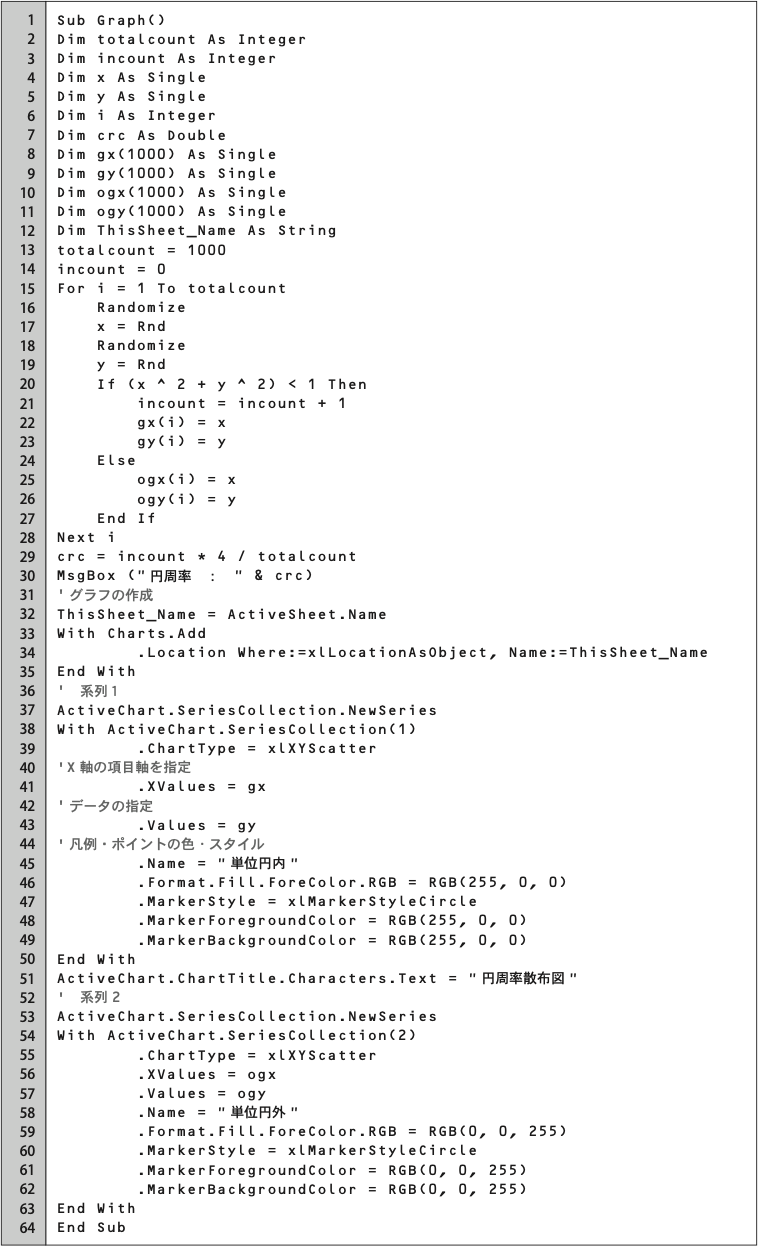 1 Sub Graph()
2 Dim totalcount As Integer
3 Dim incount As Integer
4 Dim x As Single
5 Dim y As Single
6 Dim i As Integer
7 Dim crc As Double
8 Dim gx(1000) As Single
9 Dim gy(1000) As Single
10 Dim ogx(1000) As Single
11 Dim ogy(1000) As Single
12 Dim ThisSheet_Name As String
13 totalcount = 1000
14 incount = 0
15 For i = 1 To totalcount
16     Randomize
17     x = Rnd
18     Randomize
19     y = Rnd
20     If (x ^ 2 + y ^ 2) < 1 Then
21         incount = incount + 1
22         gx(i) = x
23         gy(i) = y
24     Else
25         ogx(i) = x
26         ogy(i) = y
27     End If
28 Next i
29 crc = incount * 4 / totalcount
30 MsgBox ("円周率 : " & crc)
31 ' グラフの作成
32 ThisSheet_Name = ActiveSheet.Name
33 With Charts.Add
34         .Location Where:=xlLocationAsObject, Name:=ThisSheet_Name
35 End With
36 ' 系列1
37 ActiveChart.SeriesCollection.NewSeries
38 With ActiveChart.SeriesCollection(1)
39         .ChartType = xlXYScatter
40 'X軸の項目軸を指定
41         .XValues = gx
42 ' データの指定
43         .Values = gy
44 ' 凡例・ポイントの色・スタイル
45         .Name = "単位円内"
46         .Format.Fill.ForeColor.RGB = RGB(255, 0, 0)
47         .MarkerStyle = xlMarkerStyleCircle
48         .MarkerForegroundColor = RGB(255, 0, 0)
49         .MarkerBackgroundColor = RGB(255, 0, 0)
50 End With
51 ActiveChart.ChartTitle.Characters.Text = "円周率散布図"
52 ' 系列2
53 ActiveChart.SeriesCollection.NewSeries
54 With ActiveChart.SeriesCollection(2)
55         .ChartType = xlXYScatter
56         .XValues = ogx
57         .Values = ogy
58         .Name = "単位円外"
59         .Format.Fill.ForeColor.RGB = RGB(0, 0, 255)
60         .MarkerStyle = xlMarkerStyleCircle
61         .MarkerForegroundColor = RGB(0, 0, 255)
62         .MarkerBackgroundColor = RGB(0, 0, 255)
63 End With
64 End Sub